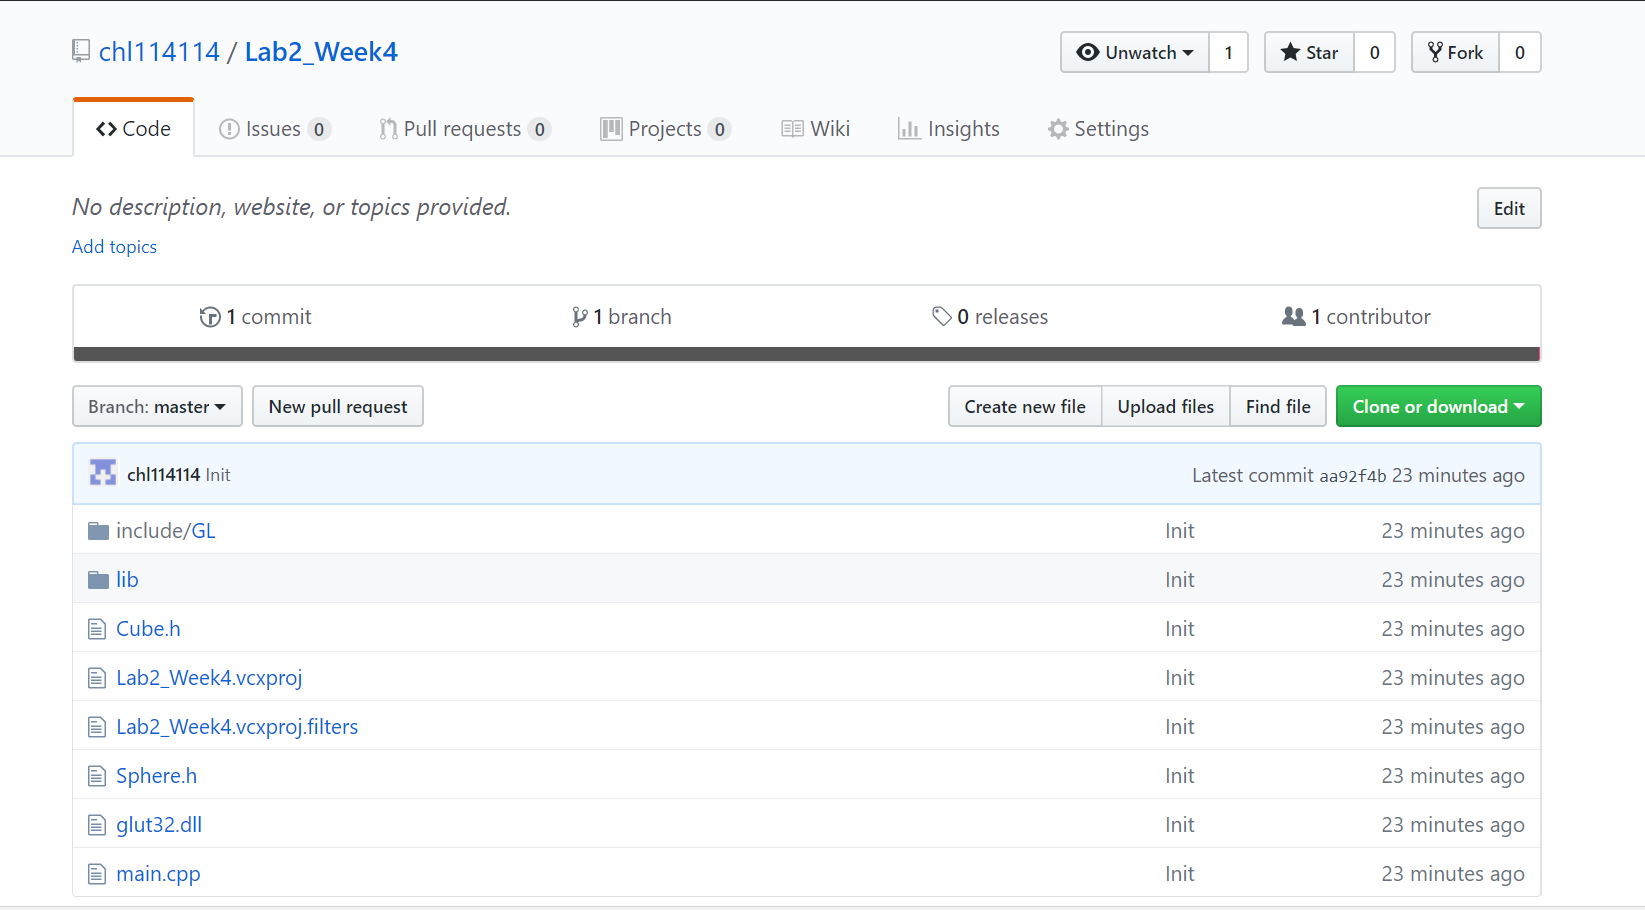 chl114114 / Lab2_Week4
Unwatch 1 Star 0 Fork 0
Code Issues 0 Pull requests 0 Projects 0 Wiki Insights Settings
No description, website, or topics provided.
Edit
Add topics
1 commit 1 branch 0 releases 1 contributor
Branch: master New pull request Create new file Upload files Find file Clone or download
chl114114 Init Latest commit aa92f4b 23 minutes ago
include/GL Init 23 minutes ago
lib Init 23 minutes ago
Cube.h Init 23 minutes ago
Lab2_Week4.vcxproj Init 23 minutes ago
Lab2_Week4.vcxproj.filters Init 23 minutes ago
Sphere.h Init 23 minutes ago
glut32.dll Init 23 minutes ago
main.cpp Init 23 minutes ago